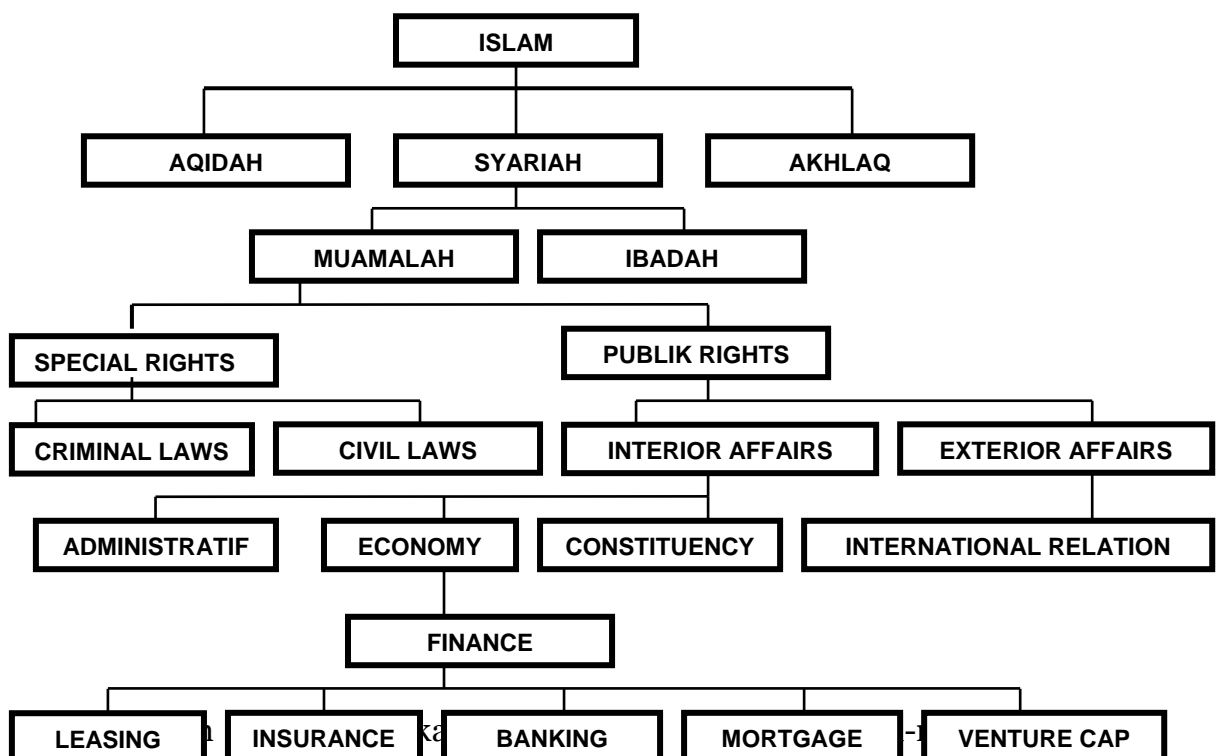 ISLAM
AQIDAH SYARIAH AKHLAQ
MUAMALAH IBADAH
SPECIAL RIGHTS PUBLIK RIGHTS
CRIMINAL LAWS CIVIL LAWS INTERIOR AFFAIRS EXTERIOR AFFAIRS
ADMINISTRATIF ECONOMY CONSTITUENCY INTERNATIONAL RELATION
FINANCE
LEASING INSURANCE BANKING MORTGAGE VENTURE CAP